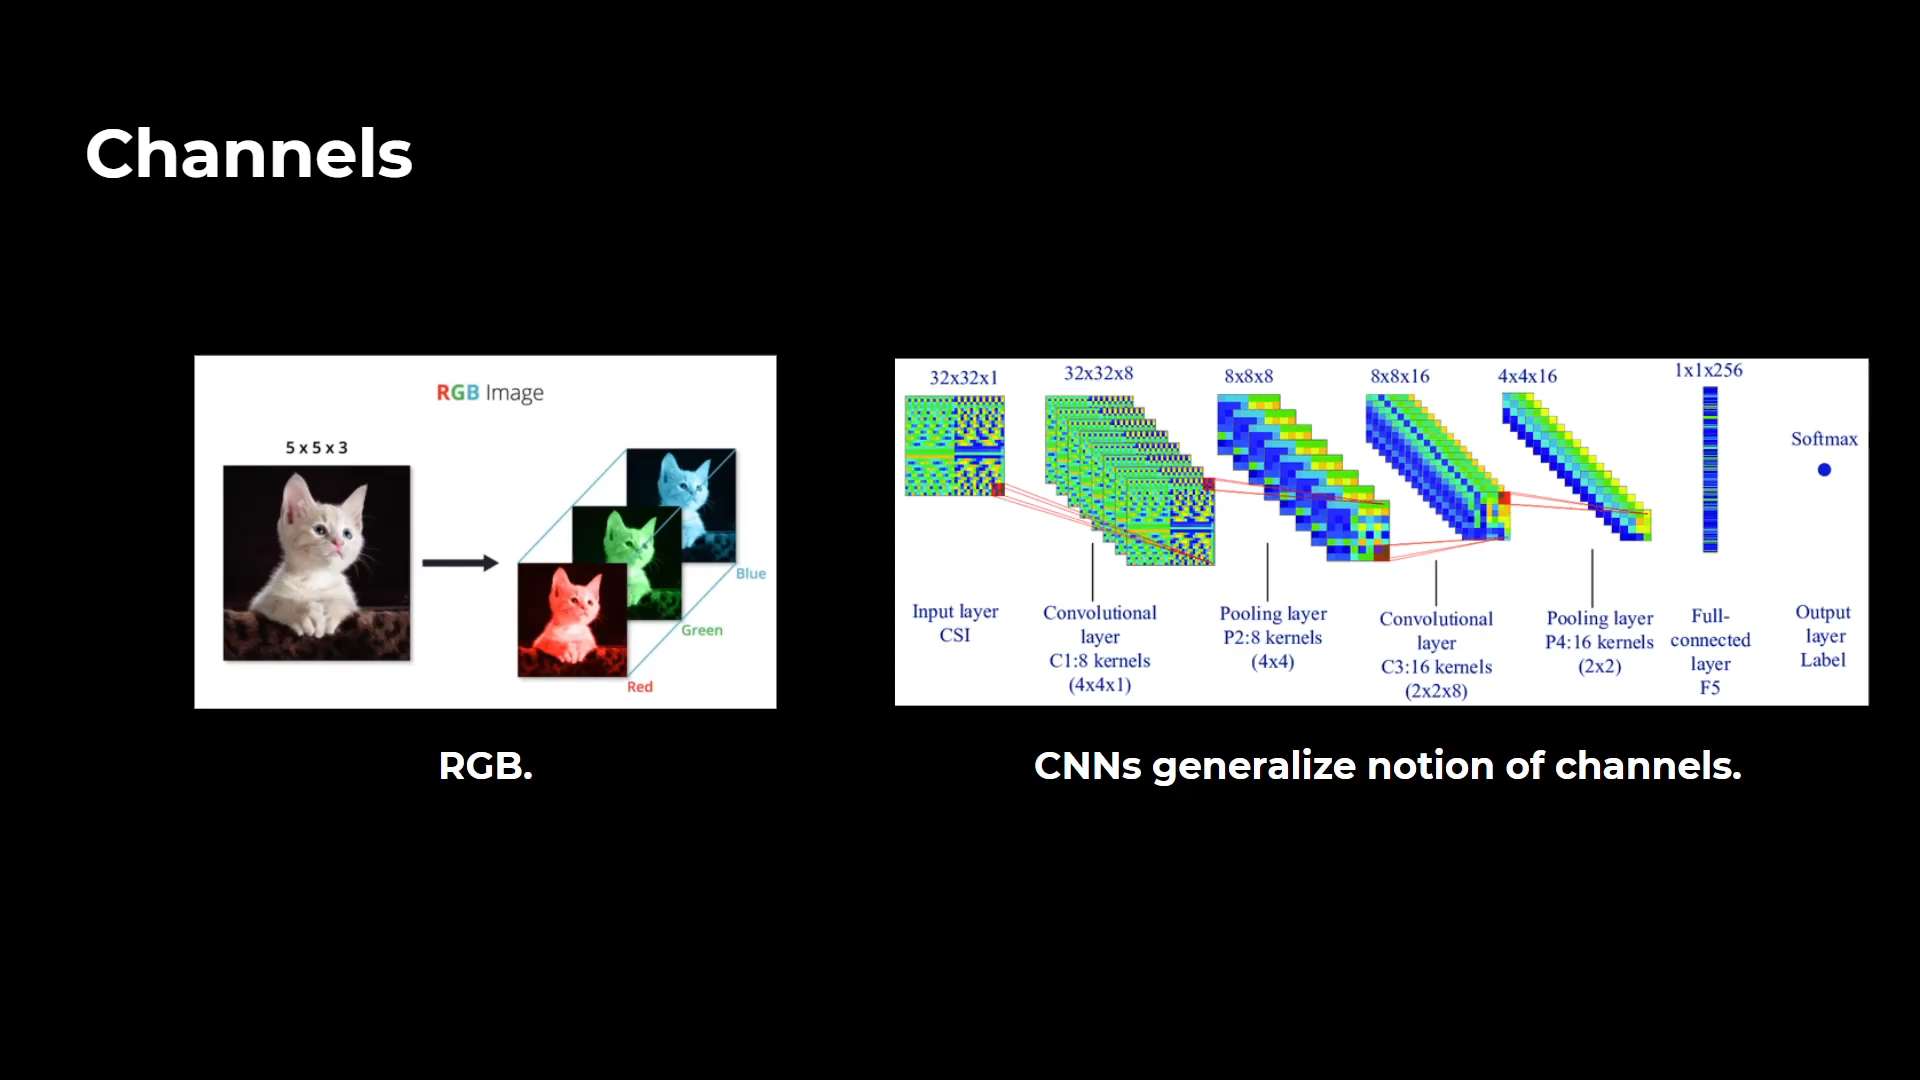 Channels
RGB Image
5 x 5 x 3
Blue
Green
Red
RGB.
32x32x1
32x32x8
8x8x8
8x8x16
4x4x16
1x1x256
Softmax
Input layer
CSI
Convolutional
layer
C1:8 kernels
(4x4x1)
Pooling layer
P2:8 kernels
(4x4)
Convolutional
layer
C3:16 kernels
(2x2x8)
Pooling layer
P4:16 kernels
(2x2)
Full-
connected
layer
F5
Output
layer
Label
CNNs generalize notion of channels.